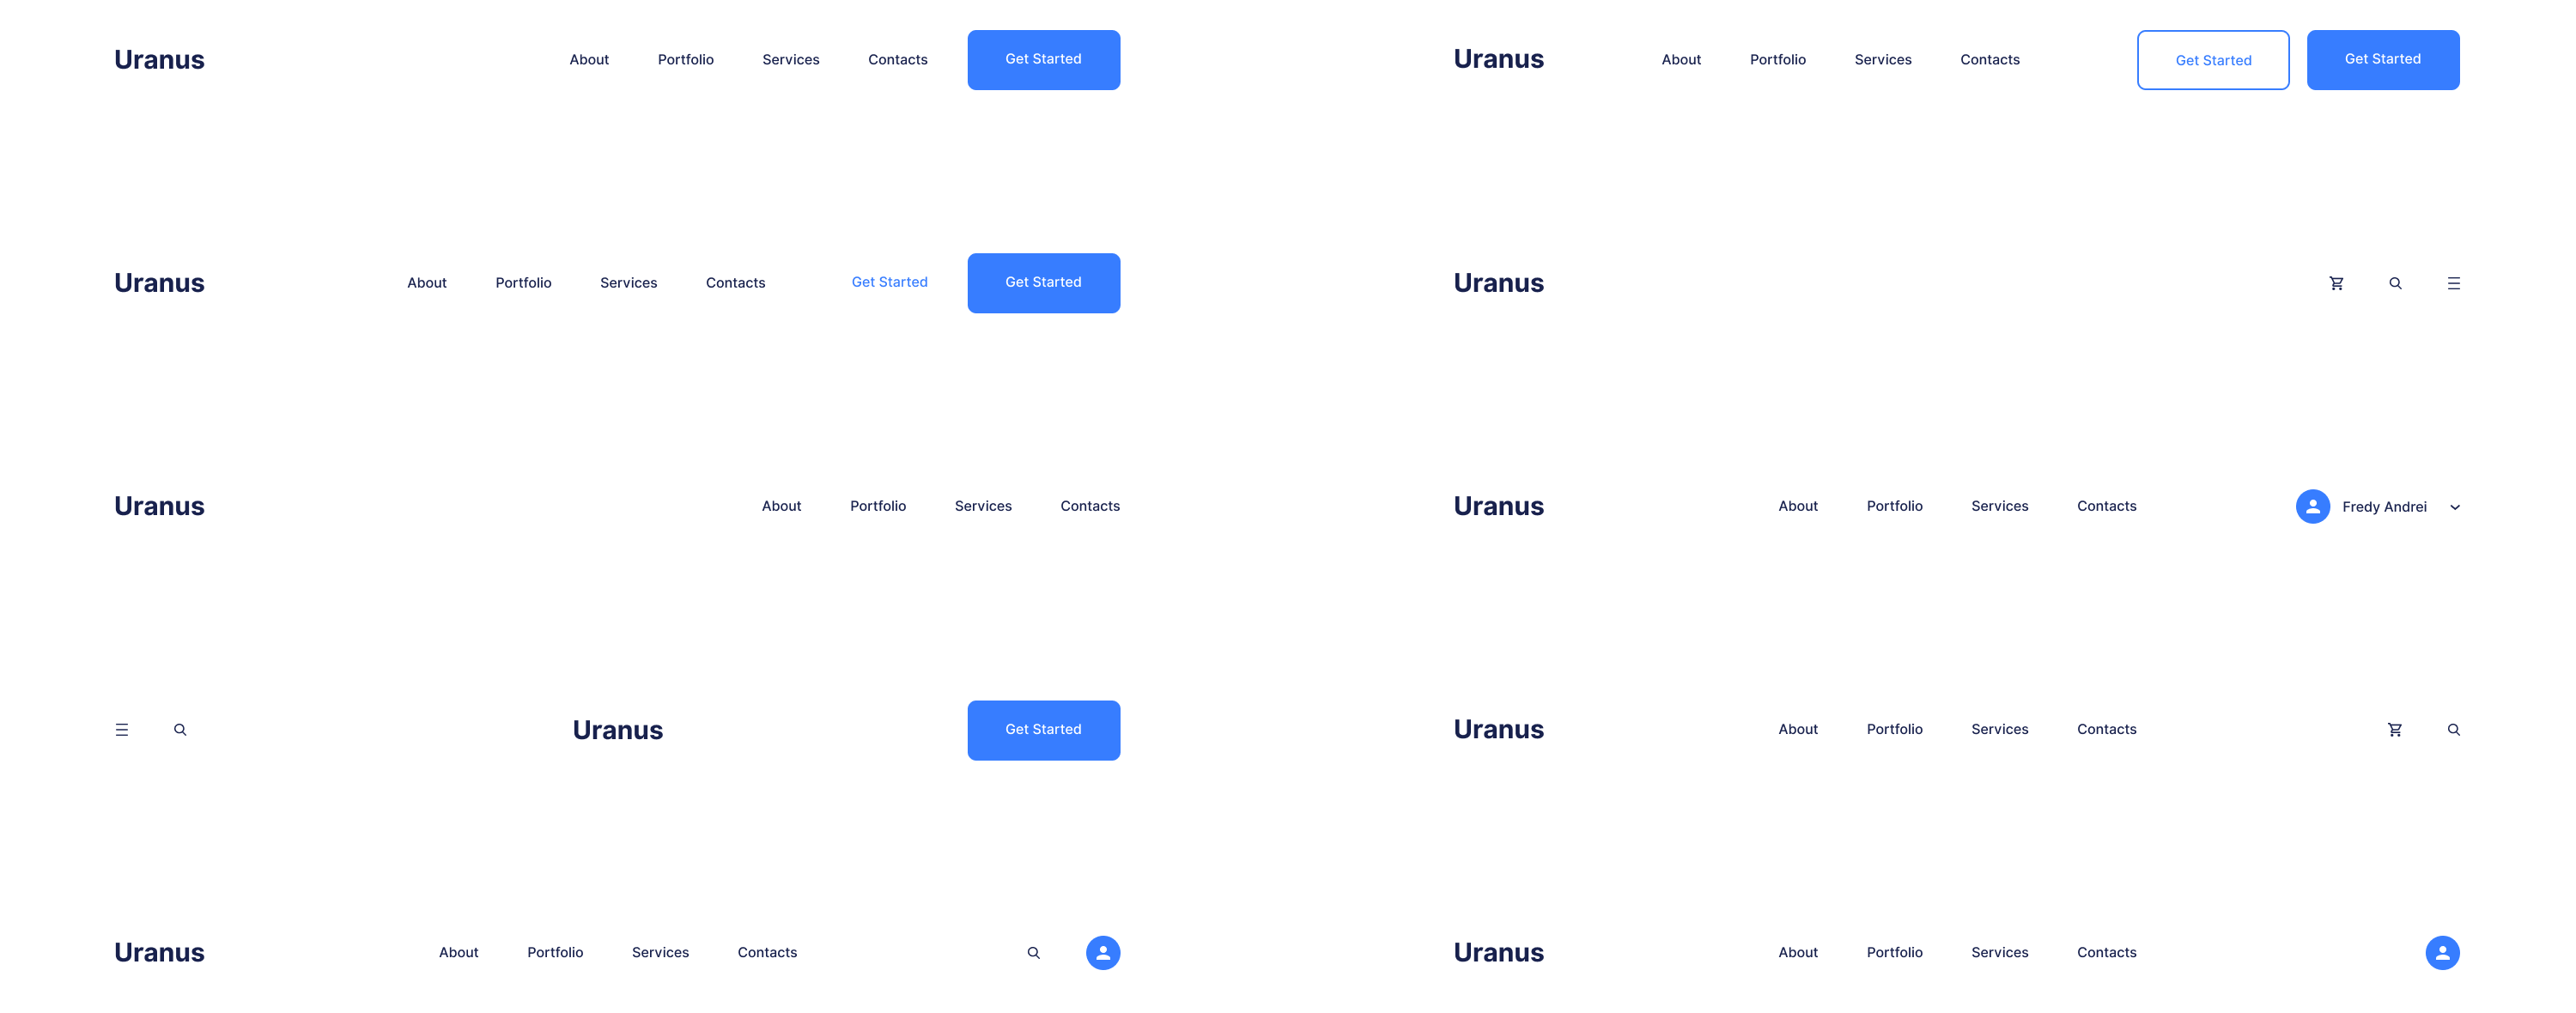 Uranus About Portfolio Services Contacts Get Started
Uranus About Portfolio Services Contacts Get Started Get Started
Uranus About Portfolio Services Contacts Get Started Get Started
Uranus
Uranus About Portfolio Services Contacts
Uranus About Portfolio Services Contacts Fredy Andrei
Uranus Get Started
Uranus About Portfolio Services Contacts
Uranus About Portfolio Services Contacts
Uranus About Portfolio Services Contacts